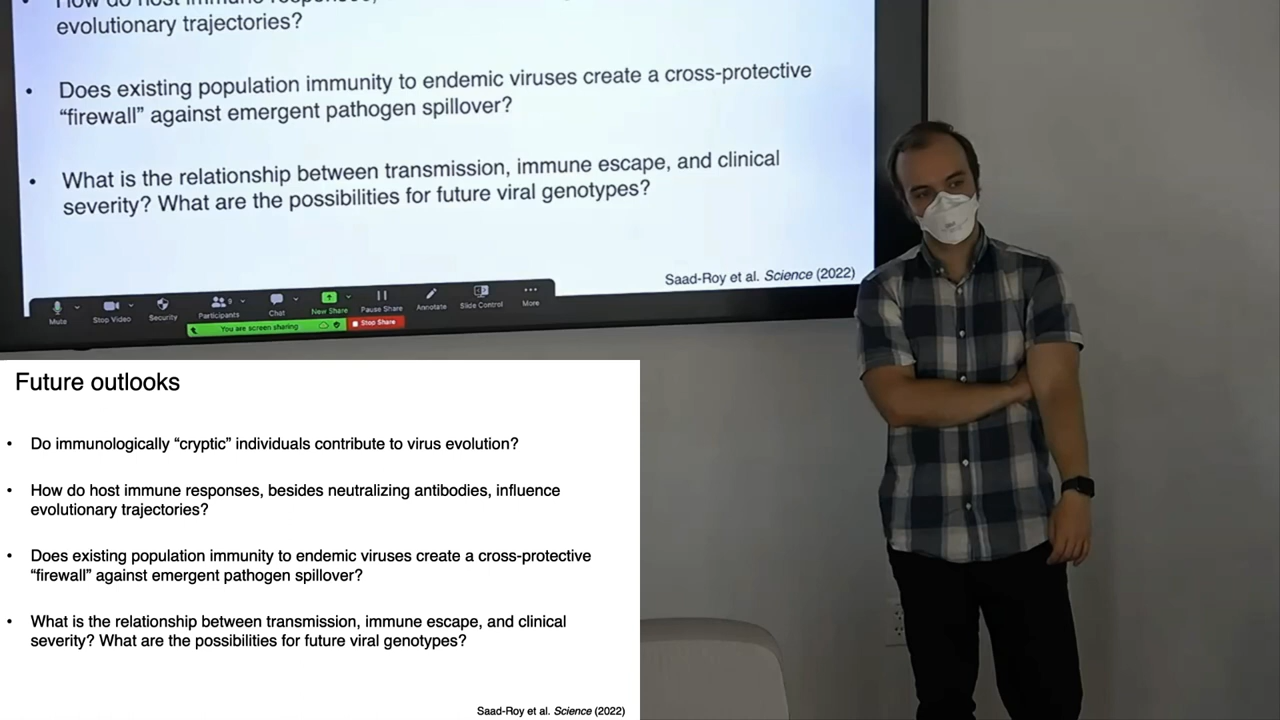 How do host immune responses,
evolutionary trajectories?
• Does existing population immunity to endemic viruses create a cross-protective
“firewall” against emergent pathogen spillover?
• What is the relationship between transmission, immune escape, and clinical
severity? What are the possibilities for future viral genotypes?
Saad-Roy et al. Science (2022)
Mute
Stop Video
Security
Participants
9
Chat
New Share
Pause Share
Annotate
Slide Control
More
You are screen sharing
Stop Share
Future outlooks
• Do immunologically “cryptic” individuals contribute to virus evolution?
• How do host immune responses, besides neutralizing antibodies, influence
evolutionary trajectories?
• Does existing population immunity to endemic viruses create a cross-protective
“firewall” against emergent pathogen spillover?
• What is the relationship between transmission, immune escape, and clinical
severity? What are the possibilities for future viral genotypes?
Saad-Roy et al. Science (2022)